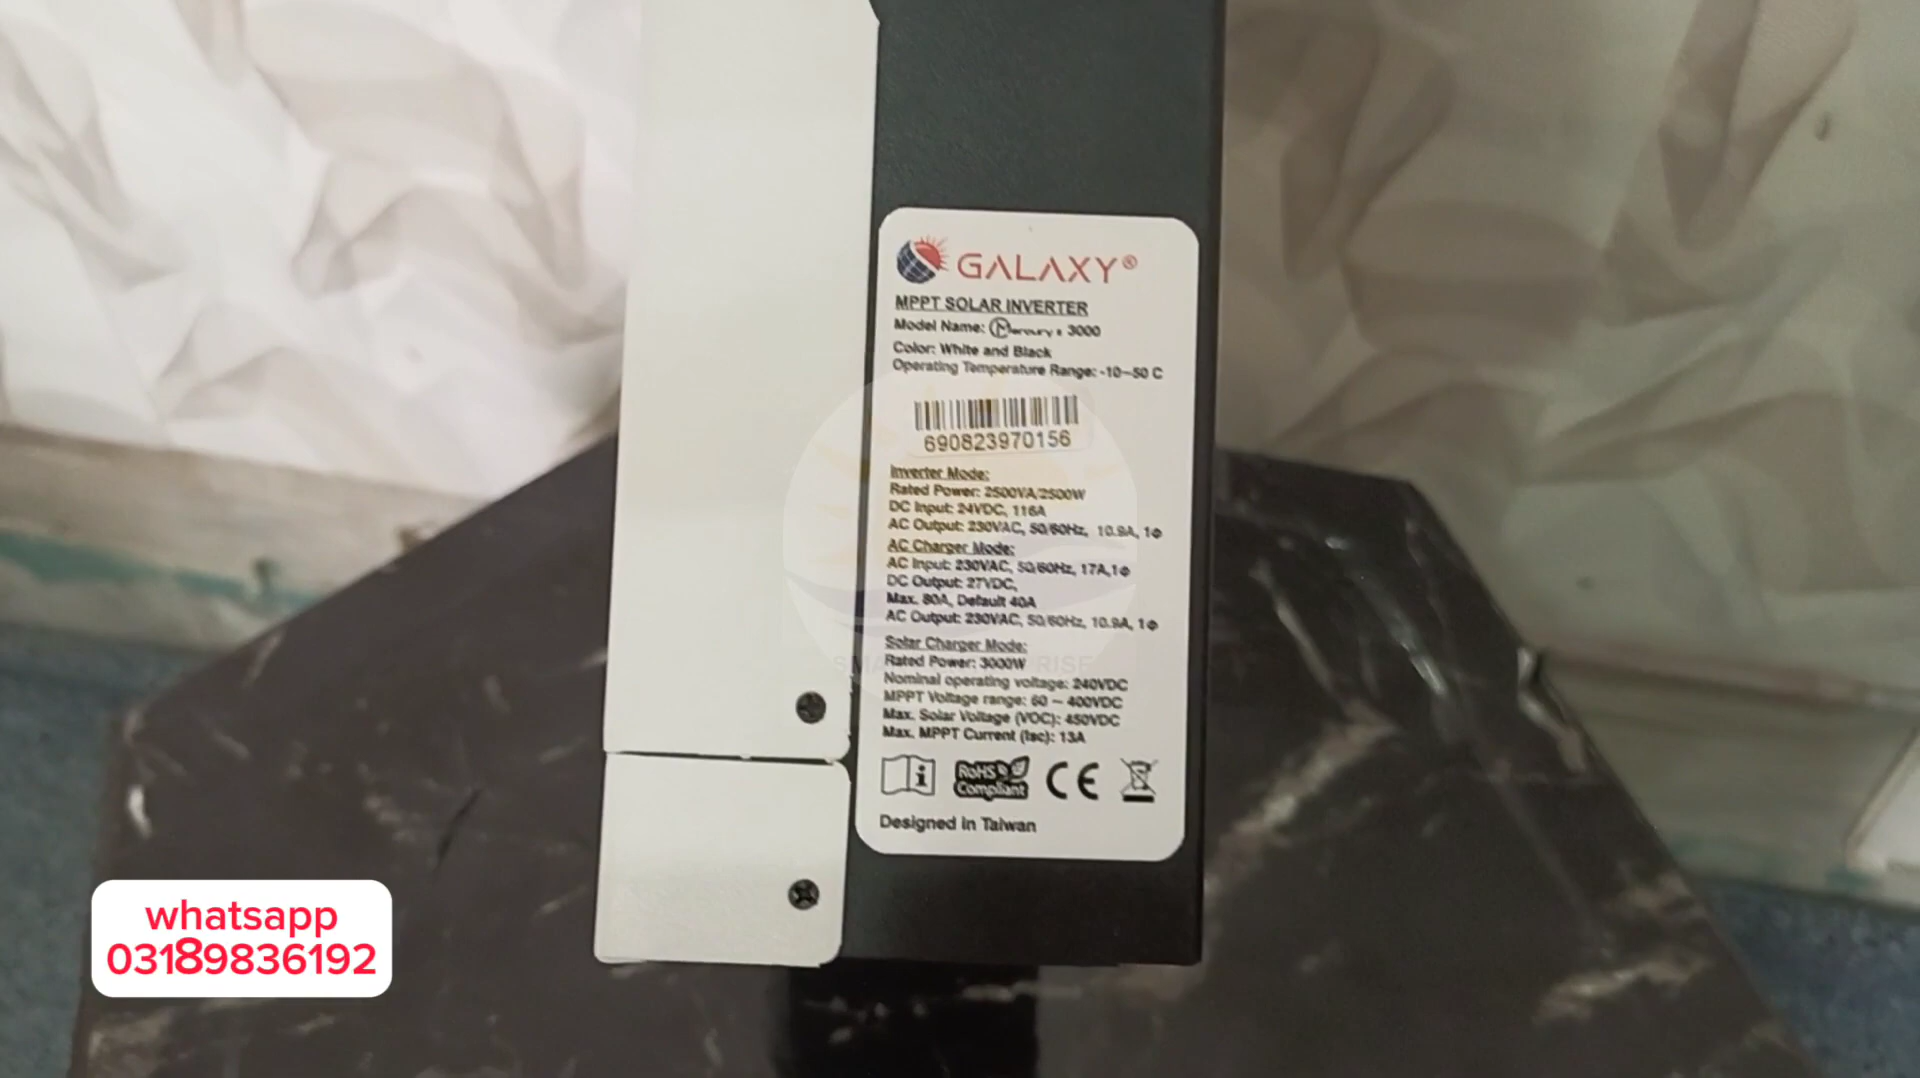 GALAXY®
MPPT SOLAR INVERTER
Model Name: Mercury 3000
Color: White and Black
Operating Temperature Range: -10~50 C
690823970156
Inverter Mode:
Rated Power: 2500VA/2500W
DC Input: 24VDC, 116A
AC Output: 230VAC, 50/60Hz, 10.9A, 1ϕ
AC Charger Mode:
AC Input: 230VAC, 50/60Hz, 17A,1ϕ
DC Output: 27VDC,
Max. 80A, Default 40A
AC Output: 230VAC, 50/60Hz, 10.9A, 1ϕ
Solar Charger Mode:
Rated Power: 3000W
Nominal operating voltage: 240VDC
MPPT Voltage range: 60 ~ 400VDC
Max. Solar Voltage (VOC): 450VDC
Max. MPPT Current (Isc): 13A
RoHS
Compliant
CE
Designed in Taiwan
whatsapp
03189836192